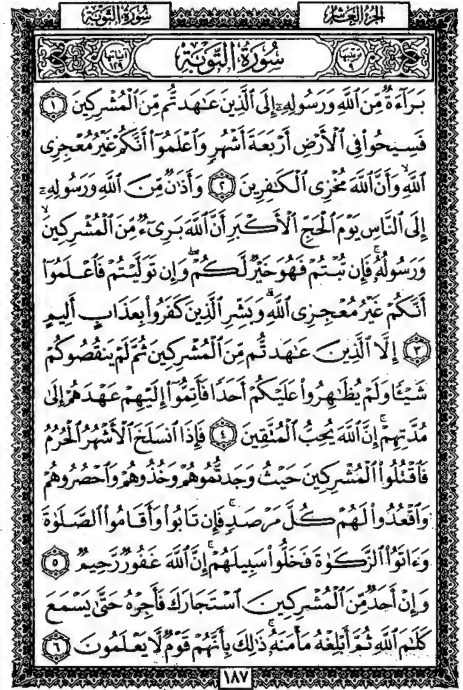 سُورَةُ التَّوْبَةِ
الجُزْءُ العَاشِرُ
سُورَةُ التَّوْبَةِ
بَرَآءَةٌ مِّنَ ٱللَّهِ وَرَسُولِهِۦٓ إِلَى ٱلَّذِينَ عَٰهَدتُّم مِّنَ ٱلْمُشْرِكِينَ ١
فَسِيحُوا۟ فِى ٱلْأَرْضِ أَرْبَعَةَ أَشْهُرٍ وَٱعْلَمُوٓا۟ أَنَّكُمْ غَيْرُ مُعْجِزِى
ٱللَّهِ وَأَنَّ ٱللَّهَ مُخْزِى ٱلْكَٰفِرِينَ ٢ وَأَذَٰنٌ مِّنَ ٱللَّهِ وَرَسُولِهِۦٓ
إِلَى ٱلنَّاسِ يَوْمَ ٱلْحَجِّ ٱلْأَكْبَرِ أَنَّ ٱللَّهَ بَرِىٓءٌ مِّنَ ٱلْمُشْرِكِينَ
وَرَسُولُهُۥ فَإِن تُبْتُمْ فَهُوَ خَيْرٌ لَّكُمْ وَإِن تَوَلَّيْتُمْ فَٱعْلَمُوٓا۟
أَنَّكُمْ غَيْرُ مُعْجِزِى ٱللَّهِ وَبَشِّرِ ٱلَّذِينَ كَفَرُوا۟ بِعَذَابٍ أَلِيمٍ
٣ إِلَّا ٱلَّذِينَ عَٰهَدتُّم مِّنَ ٱلْمُشْرِكِينَ ثُمَّ لَمْ يَنقُصُوكُمْ
شَيْـًٔا وَلَمْ يُظَٰهِرُوا۟ عَلَيْكُمْ أَحَدًا فَأَتِمُّوٓا۟ إِلَيْهِمْ عَهْدَهُمْ إِلَىٰ
مُدَّتِهِمْ إِنَّ ٱللَّهَ يُحِبُّ ٱلْمُتَّقِينَ ٤ فَإِذَا ٱنسَلَخَ ٱلْأَشْهُرُ ٱلْحُرُمُ
فَٱقْتُلُوا۟ ٱلْمُشْرِكِينَ حَيْثُ وَجَدتُّمُوهُمْ وَخُذُوهُمْ وَٱحْصُرُوهُمْ
وَٱقْعُدُوا۟ لَهُمْ كُلَّ مَرْصَدٍ فَإِن تَابُوا۟ وَأَقَامُوا۟ ٱلصَّلَوٰةَ
وَءَاتَوُا۟ ٱلزَّكَوٰةَ فَخَلُّوا۟ سَبِيلَهُمْ إِنَّ ٱللَّهَ غَفُورٌ رَّحِيمٌ ٥
وَإِنْ أَحَدٌ مِّنَ ٱلْمُشْرِكِينَ ٱسْتَجَارَكَ فَأَجِرْهُ حَتَّىٰ يَسْمَعَ
كَلَٰمَ ٱللَّهِ ثُمَّ أَبْلِغْهُ مَأْمَنَهُۥ ذَٰلِكَ بِأَنَّهُمْ قَوْمٌ لَّا يَعْلَمُونَ ٦
١٨٧